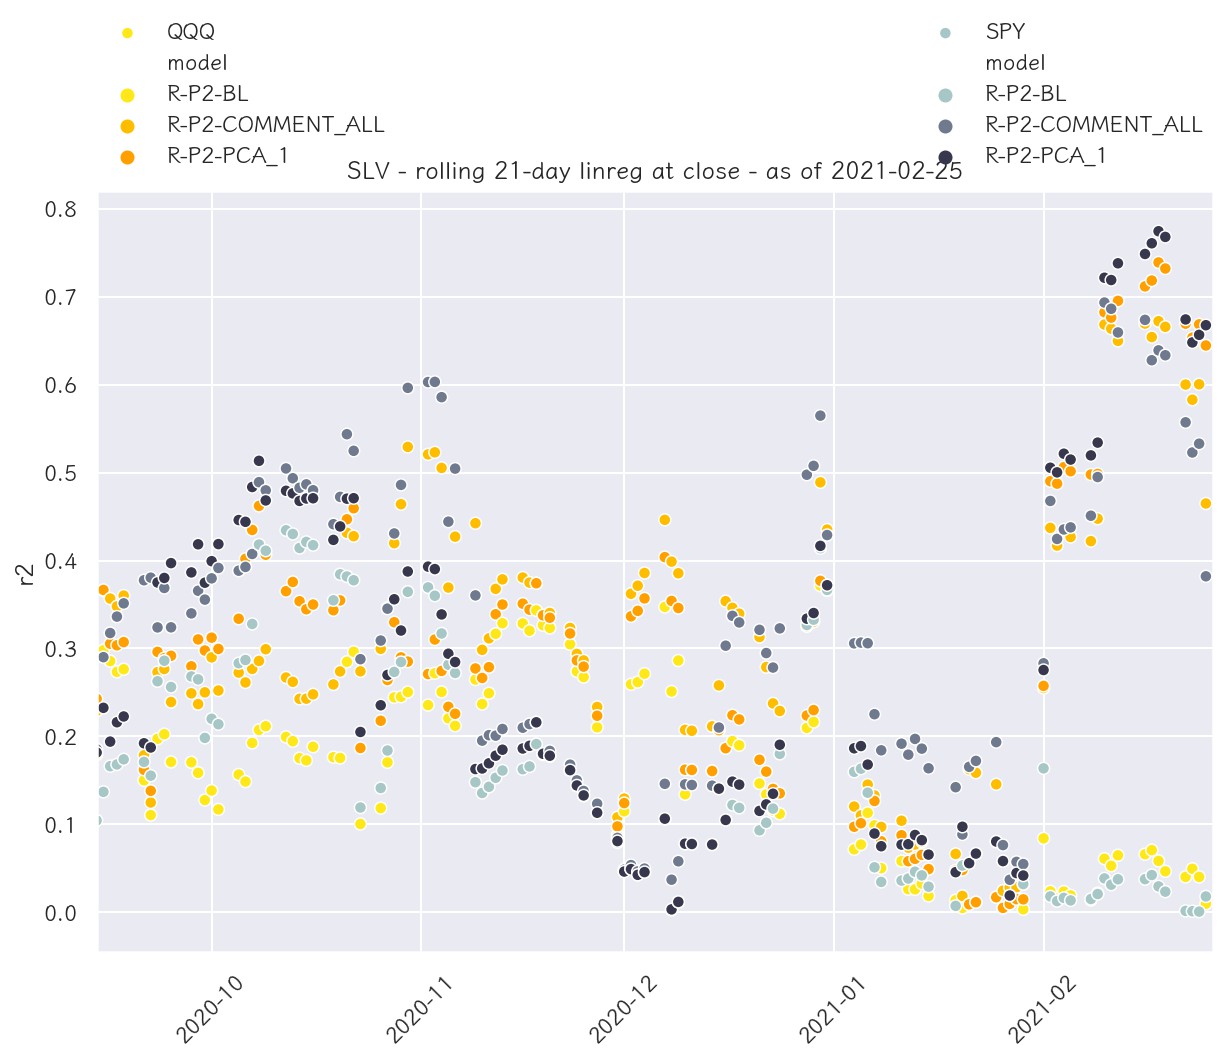 QQQ
model
R-P2-BL
R-P2-COMMENT_ALL
R-P2-PCA_1
SPY
model
R-P2-BL
R-P2-COMMENT_ALL
R-P2-PCA_1
SLV - rolling 21-day linreg at close - as of 2021-02-25
0.8
0.7
0.6
0.5
0.4
0.3
0.2
0.1
0.0
r2
2020-10
2020-11
2020-12
2021-01
2021-02